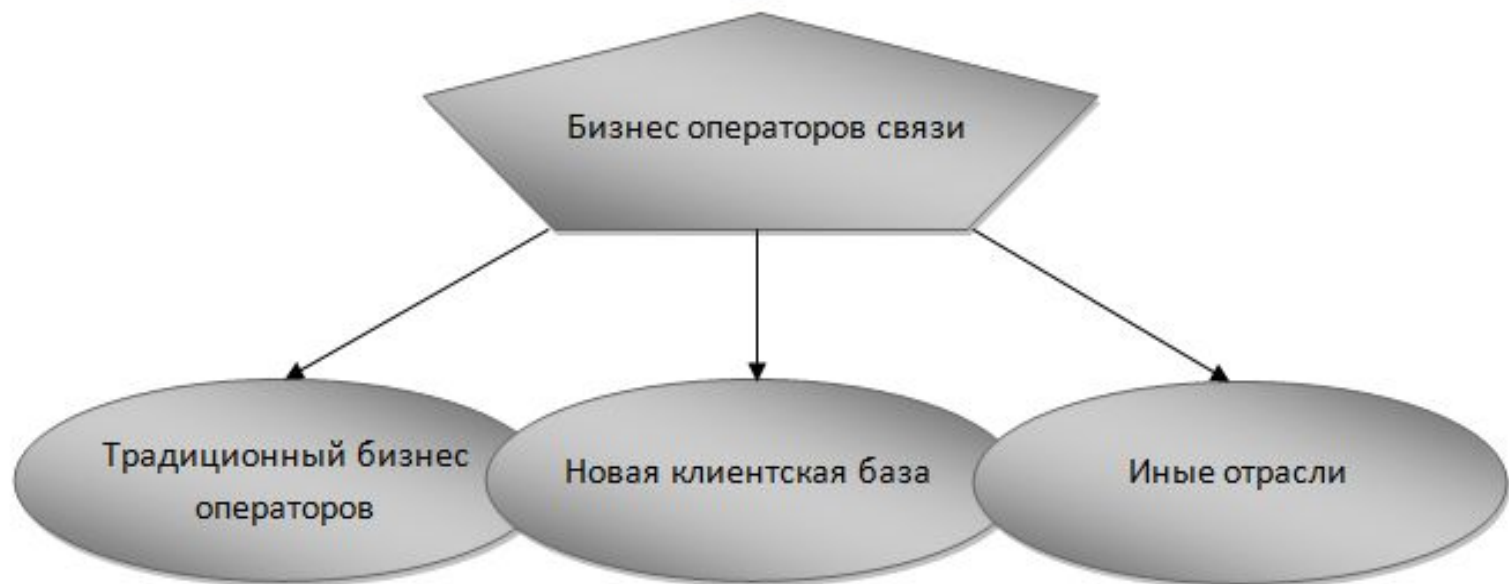 Бизнес операторов связи
Традиционный бизнес
операторов
Новая клиентская база
Иные отрасли